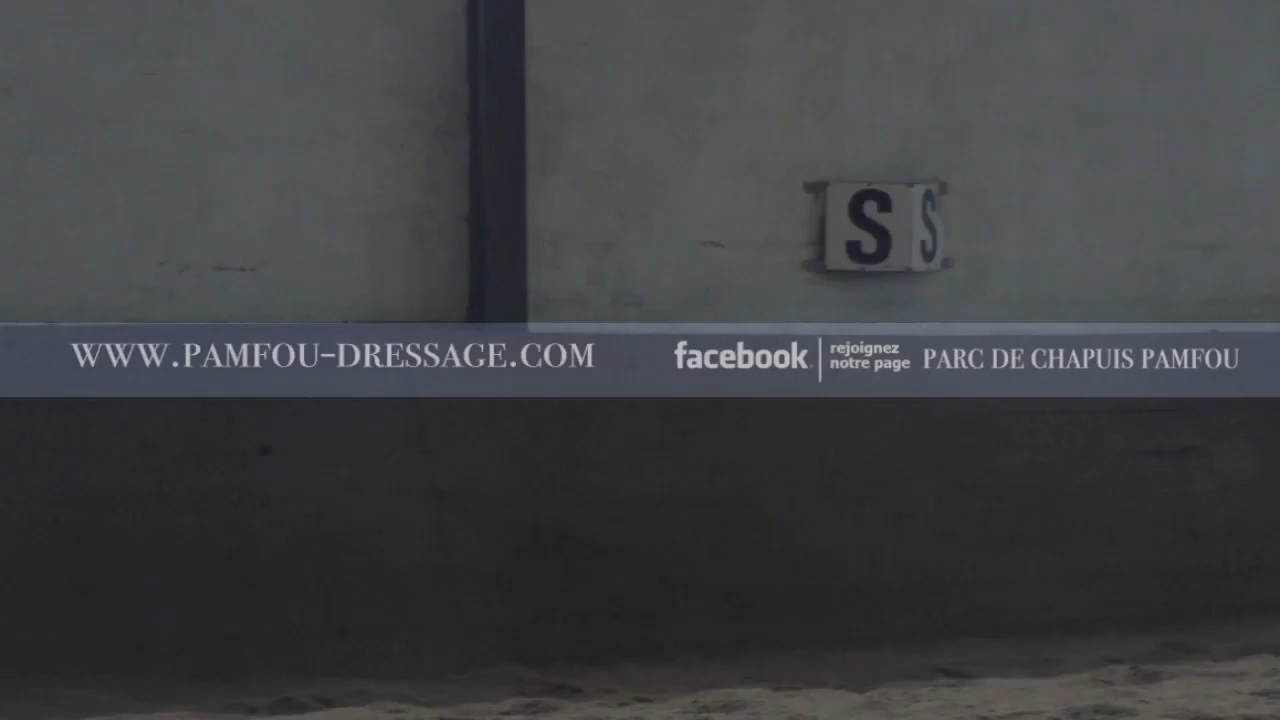 S S
WWW.PAMFOU-DRESSAGE.COM
facebook rejoignez
notre page PARC DE CHAPUIS PAMFOU